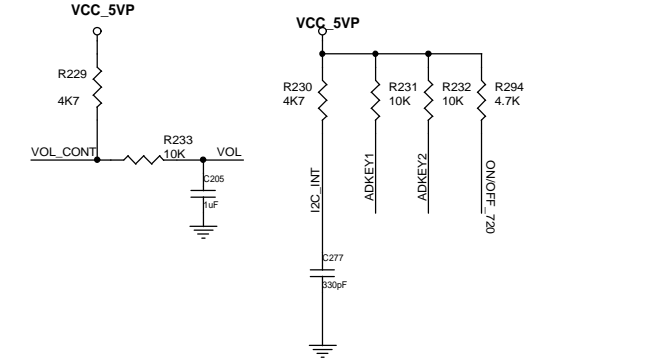 VCC_5VP
R229
4K7
VOL_CONT
R233
10K
VOL
C205
1uF
VCC_5VP
R230
4K7
R231
10K
R232
10K
R294
4.7K
I2C_INT
ADKEY1
ADKEY2
ON/OFF_720
C277
330pF